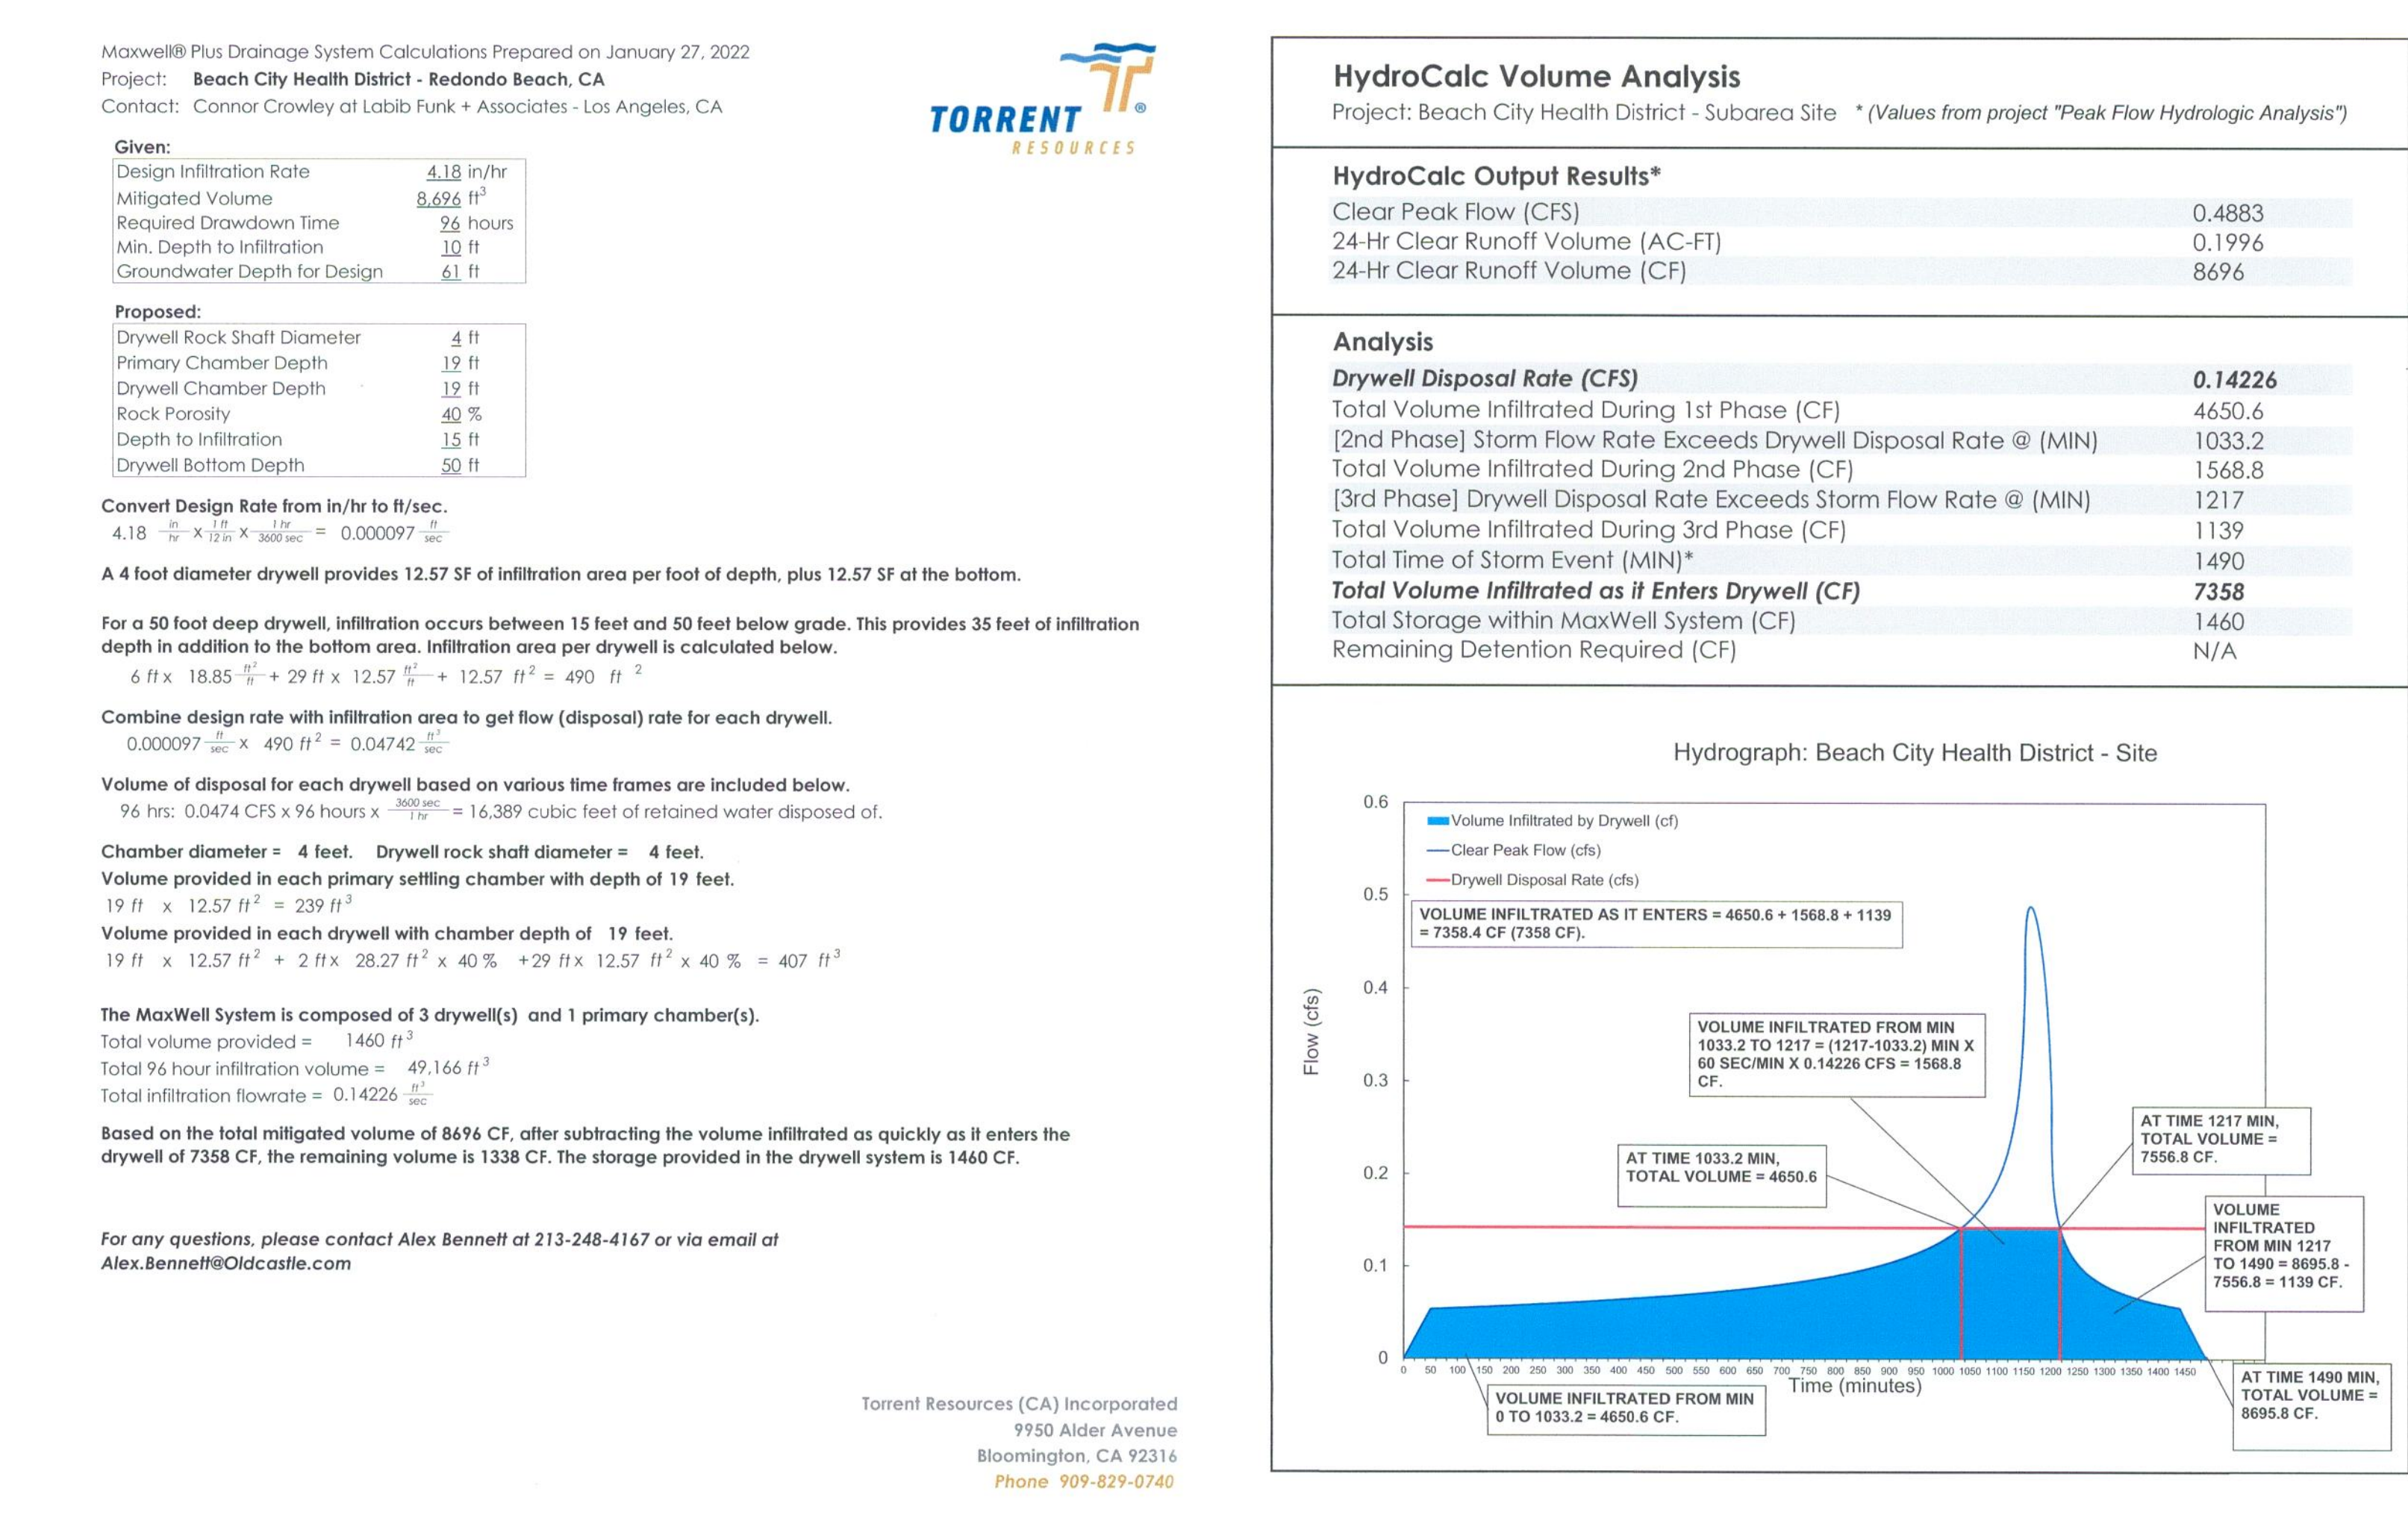 Maxwell® Plus Drainage System Calculations Prepared on January 27, 2022
Project: Beach City Health District - Redondo Beach, CA
Contact: Connor Crowley at Labib Funk + Associates - Los Angeles, CA
TORRENT ®
RESOURCES
Given:
Design Infiltration Rate 4.18 in/hr
Mitigated Volume 8,696 ft³
Required Drawdown Time 96 hours
Min. Depth to Infiltration 10 ft
Groundwater Depth for Design 61 ft
Proposed:
Drywell Rock Shaft Diameter 4 ft
Primary Chamber Depth 19 ft
Drywell Chamber Depth 19 ft
Rock Porosity 40 %
Depth to Infiltration 15 ft
Drywell Bottom Depth 50 ft
Convert Design Rate from in/hr to ft/sec.
4.18 in/hr x 1 ft/12 in x 1 hr/3600 sec = 0.000097 ft/sec
A 4 foot diameter drywell provides 12.57 SF of infiltration area per foot of depth, plus 12.57 SF at the bottom.
For a 50 foot deep drywell, infiltration occurs between 15 feet and 50 feet below grade. This provides 35 feet of infiltration
depth in addition to the bottom area. Infiltration area per drywell is calculated below.
6 ft x 18.85 ft²/ft + 29 ft x 12.57 ft²/ft + 12.57 ft² = 490 ft ²
Combine design rate with infiltration area to get flow (disposal) rate for each drywell.
0.000097 ft/sec x 490 ft² = 0.04742 ft³/sec
Volume of disposal for each drywell based on various time frames are included below.
96 hrs: 0.0474 CFS x 96 hours x 3600 sec/1 hr = 16,389 cubic feet of retained water disposed of.
Chamber diameter = 4 feet. Drywell rock shaft diameter = 4 feet.
Volume provided in each primary settling chamber with depth of 19 feet.
19 ft x 12.57 ft² = 239 ft³
Volume provided in each drywell with chamber depth of 19 feet.
19 ft x 12.57 ft² + 2 ft x 28.27 ft² x 40 % +29 ft x 12.57 ft² x 40 % = 407 ft³
The MaxWell System is composed of 3 drywell(s) and 1 primary chamber(s).
Total volume provided = 1460 ft³
Total 96 hour infiltration volume = 49,166 ft³
Total infiltration flowrate = 0.14226 ft³/sec
Based on the total mitigated volume of 8696 CF, after subtracting the volume infiltrated as quickly as it enters the
drywell of 7358 CF, the remaining volume is 1338 CF. The storage provided in the drywell system is 1460 CF.
For any questions, please contact Alex Bennett at 213-248-4167 or via email at
Alex.Bennett@Oldcastle.com
Torrent Resources (CA) Incorporated
9950 Alder Avenue
Bloomington, CA 92316
Phone 909-829-0740
HydroCalc Volume Analysis
Project: Beach City Health District - Subarea Site * (Values from project "Peak Flow Hydrologic Analysis")
HydroCalc Output Results*
Clear Peak Flow (CFS) 0.4883
24-Hr Clear Runoff Volume (AC-FT) 0.1996
24-Hr Clear Runoff Volume (CF) 8696
Analysis
Drywell Disposal Rate (CFS) 0.14226
Total Volume Infiltrated During 1st Phase (CF) 4650.6
[2nd Phase] Storm Flow Rate Exceeds Drywell Disposal Rate @ (MIN) 1033.2
Total Volume Infiltrated During 2nd Phase (CF) 1568.8
[3rd Phase] Drywell Disposal Rate Exceeds Storm Flow Rate @ (MIN) 1217
Total Volume Infiltrated During 3rd Phase (CF) 1139
Total Time of Storm Event (MIN)* 1490
Total Volume Infiltrated as it Enters Drywell (CF) 7358
Total Storage within MaxWell System (CF) 1460
Remaining Detention Required (CF) N/A
Hydrograph: Beach City Health District - Site
Volume Infiltrated by Drywell (cf)
Clear Peak Flow (cfs)
Drywell Disposal Rate (cfs)
VOLUME INFILTRATED AS IT ENTERS = 4650.6 + 1568.8 + 1139
= 7358.4 CF (7358 CF).
VOLUME INFILTRATED FROM MIN
1033.2 TO 1217 = (1217-1033.2) MIN X
60 SEC/MIN X 0.14226 CFS = 1568.8
CF.
AT TIME 1217 MIN,
TOTAL VOLUME =
7556.8 CF.
AT TIME 1033.2 MIN,
TOTAL VOLUME = 4650.6
VOLUME
INFILTRATED
FROM MIN 1217
TO 1490 = 8695.8 -
7556.8 = 1139 CF.
0.6
0.5
0.4
0.3
0.2
0.1
0
Flow (cfs)
0 50 100 150 200 250 300 350 400 450 500 550 600 650 700 750 800 850 900 950 1000 1050 1100 1150 1200 1250 1300 1350 1400 1450
Time (minutes)
VOLUME INFILTRATED FROM MIN
0 TO 1033.2 = 4650.6 CF.
AT TIME 1490 MIN,
TOTAL VOLUME =
8695.8 CF.